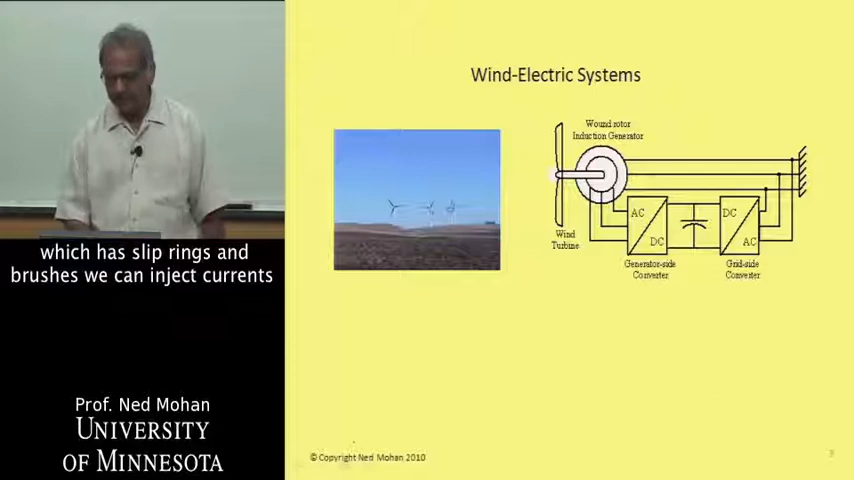 Wind-Electric Systems
Wound rotor
Induction Generator
AC
DC
DC
AC
Wind
Turbine
Generator-side
Converter
Grid-side
Converter
which has slip rings and
brushes we can inject currents
Prof. Ned Mohan
UNIVERSITY
OF MINNESOTA
© Copyright Ned Mohan 2010